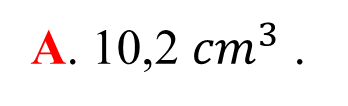 A. 10,2 cm³ .